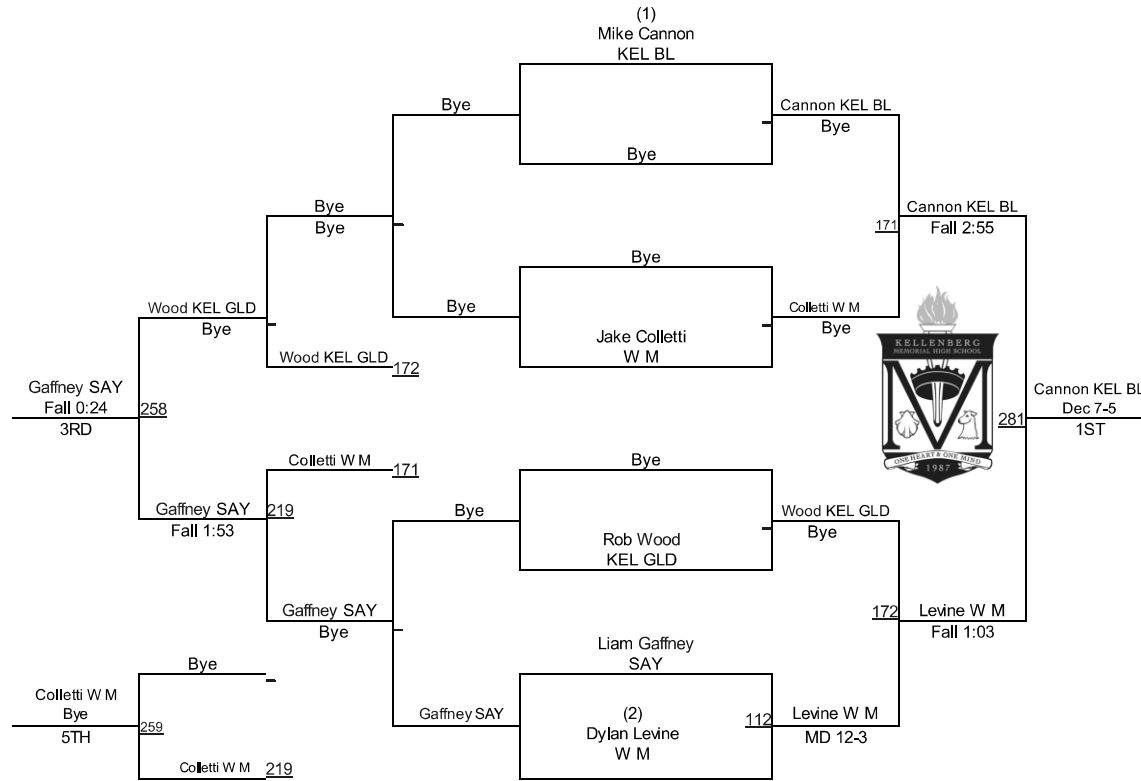 (1)
Mike Cannon
KEL BL
Bye
Cannon KEL BL
Bye
Bye
Bye
Bye
Cannon KEL BL
171
Fall 2:55
Bye
Wood KEL GLD
Bye
Bye
Colletti W M
Bye
Jake Colletti
W M
Wood KEL GLD
172
KELLENBERG
MEMORIAL HIGH SCHOOL
M
ONE HEART & ONE MIND
1987
Gaffney SAY
Fall 0:24
258
3RD
Cannon KEL BL
Dec 7-5
281
1ST
Colletti W M
171
Bye
Gaffney SAY
219
Fall 1:53
Bye
Wood KEL GLD
Bye
Rob Wood
KEL GLD
Gaffney SAY
Bye
172
Levine W M
Fall 1:03
Liam Gaffney
SAY
Bye
Colletti W M
Bye
259
5TH
Gaffney SAY
(2)
Dylan Levine
W M
112
Levine W M
MD 12-3
Colletti W M
219